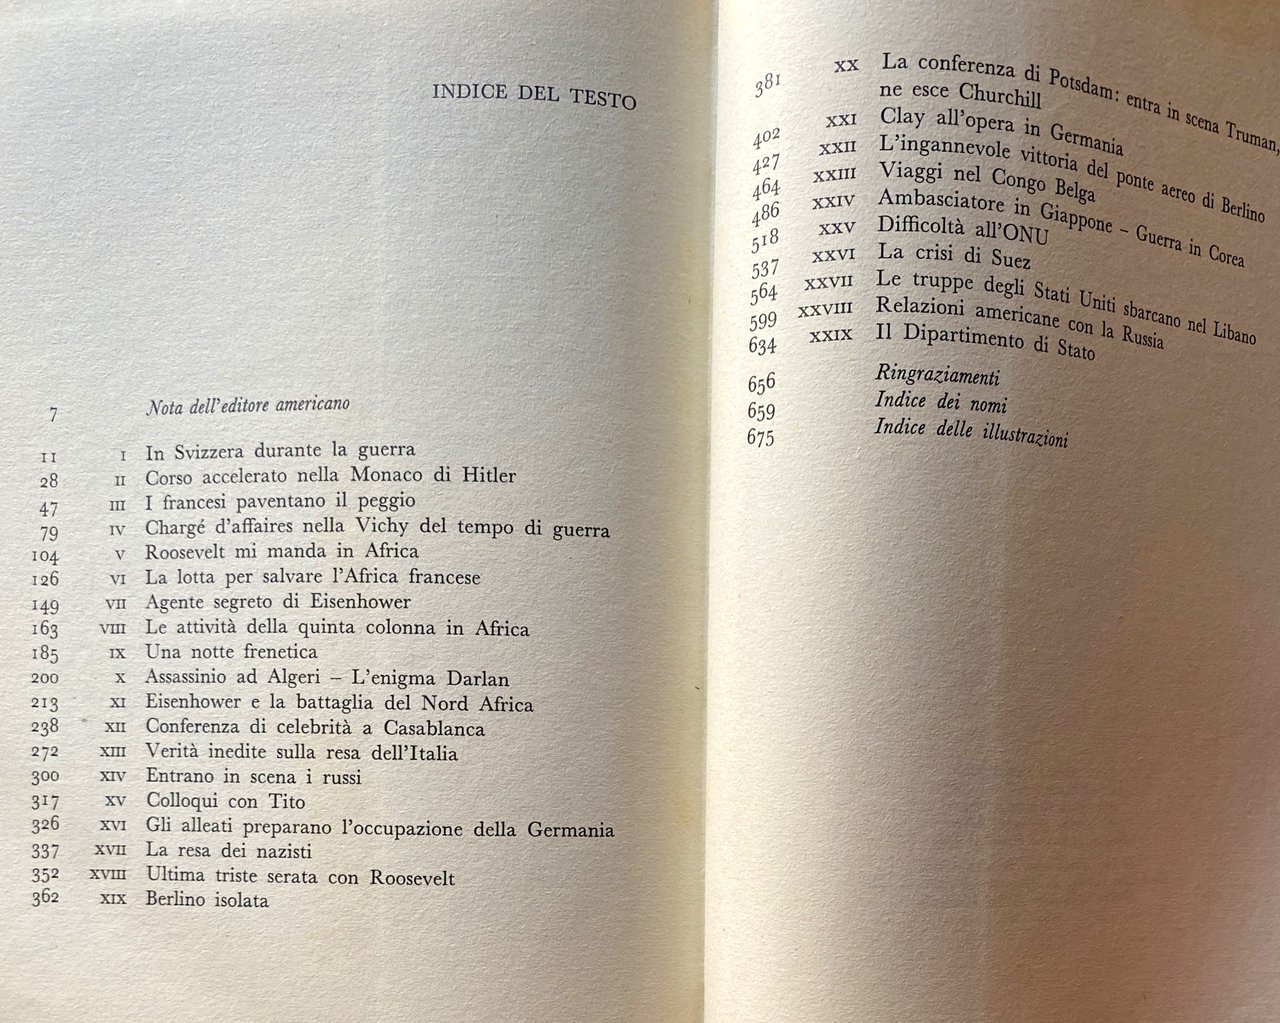 INDICE DEL TESTO
7 Nota dell'editore americano
11 I In Svizzera durante la guerra
28 II Corso accelerato nella Monaco di Hitler
47 III I francesi paventano il peggio
79 IV Chargé d'affaires nella Vichy del tempo di guerra
104 V Roosevelt mi manda in Africa
126 VI La lotta per salvare l'Africa francese
149 VII Agente segreto di Eisenhower
163 VIII Le attività della quinta colonna in Africa
185 IX Una notte frenetica
200 X Assassinio ad Algeri – L'enigma Darlan
213 XI Eisenhower e la battaglia del Nord Africa
238 XII Conferenza di celebrità a Casablanca
272 XIII Verità inedite sulla resa dell'Italia
300 XIV Entrano in scena i russi
317 XV Colloqui con Tito
326 XVI Gli alleati preparano l'occupazione della Germania
337 XVII La resa dei nazisti
352 XVIII Ultima triste serata con Roosevelt
362 XIX Berlino isolata
381 XX La conferenza di Potsdam: entra in scena Truman,
ne esce Churchill
402 XXI Clay all'opera in Germania
427 XXII L'ingannevole vittoria del ponte aereo di Berlino
464 XXIII Viaggi nel Congo Belga
486 XXIV Ambasciatore in Giappone – Guerra in Corea
518 XXV Difficoltà all'ONU
537 XXVI La crisi di Suez
564 XXVII Le truppe degli Stati Uniti sbarcano nel Libano
599 XXVIII Relazioni americane con la Russia
634 XXIX Il Dipartimento di Stato
656 Ringraziamenti
659 Indice dei nomi
675 Indice delle illustrazioni